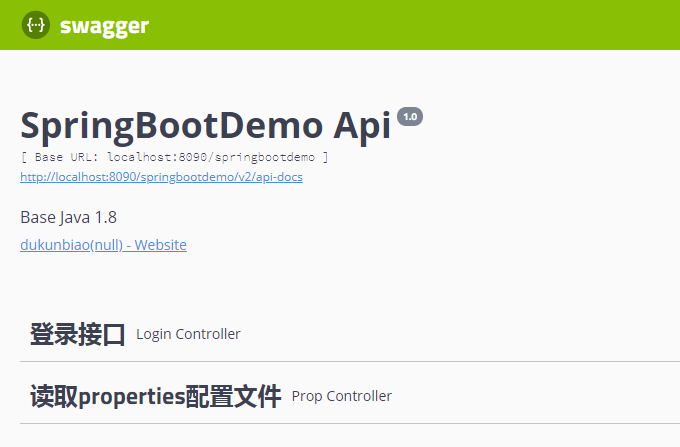 {···} swagger
SpringBootDemo Api 1.0
[ Base URL: localhost:8090/springbootdemo ]
http://localhost:8090/springbootdemo/v2/api-docs
Base Java 1.8
dukunbiao(null) - Website
登录接口 Login Controller
读取properties配置文件 Prop Controller